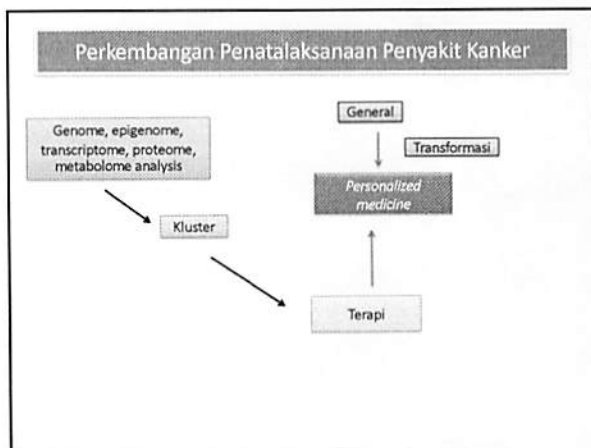 Perkembangan Penatalaksanaan Penyakit Kanker
Genome, epigenome,
transcriptome, proteome,
metabolome analysis
Kluster
General
Transformasi
Personalized
medicine
Terapi